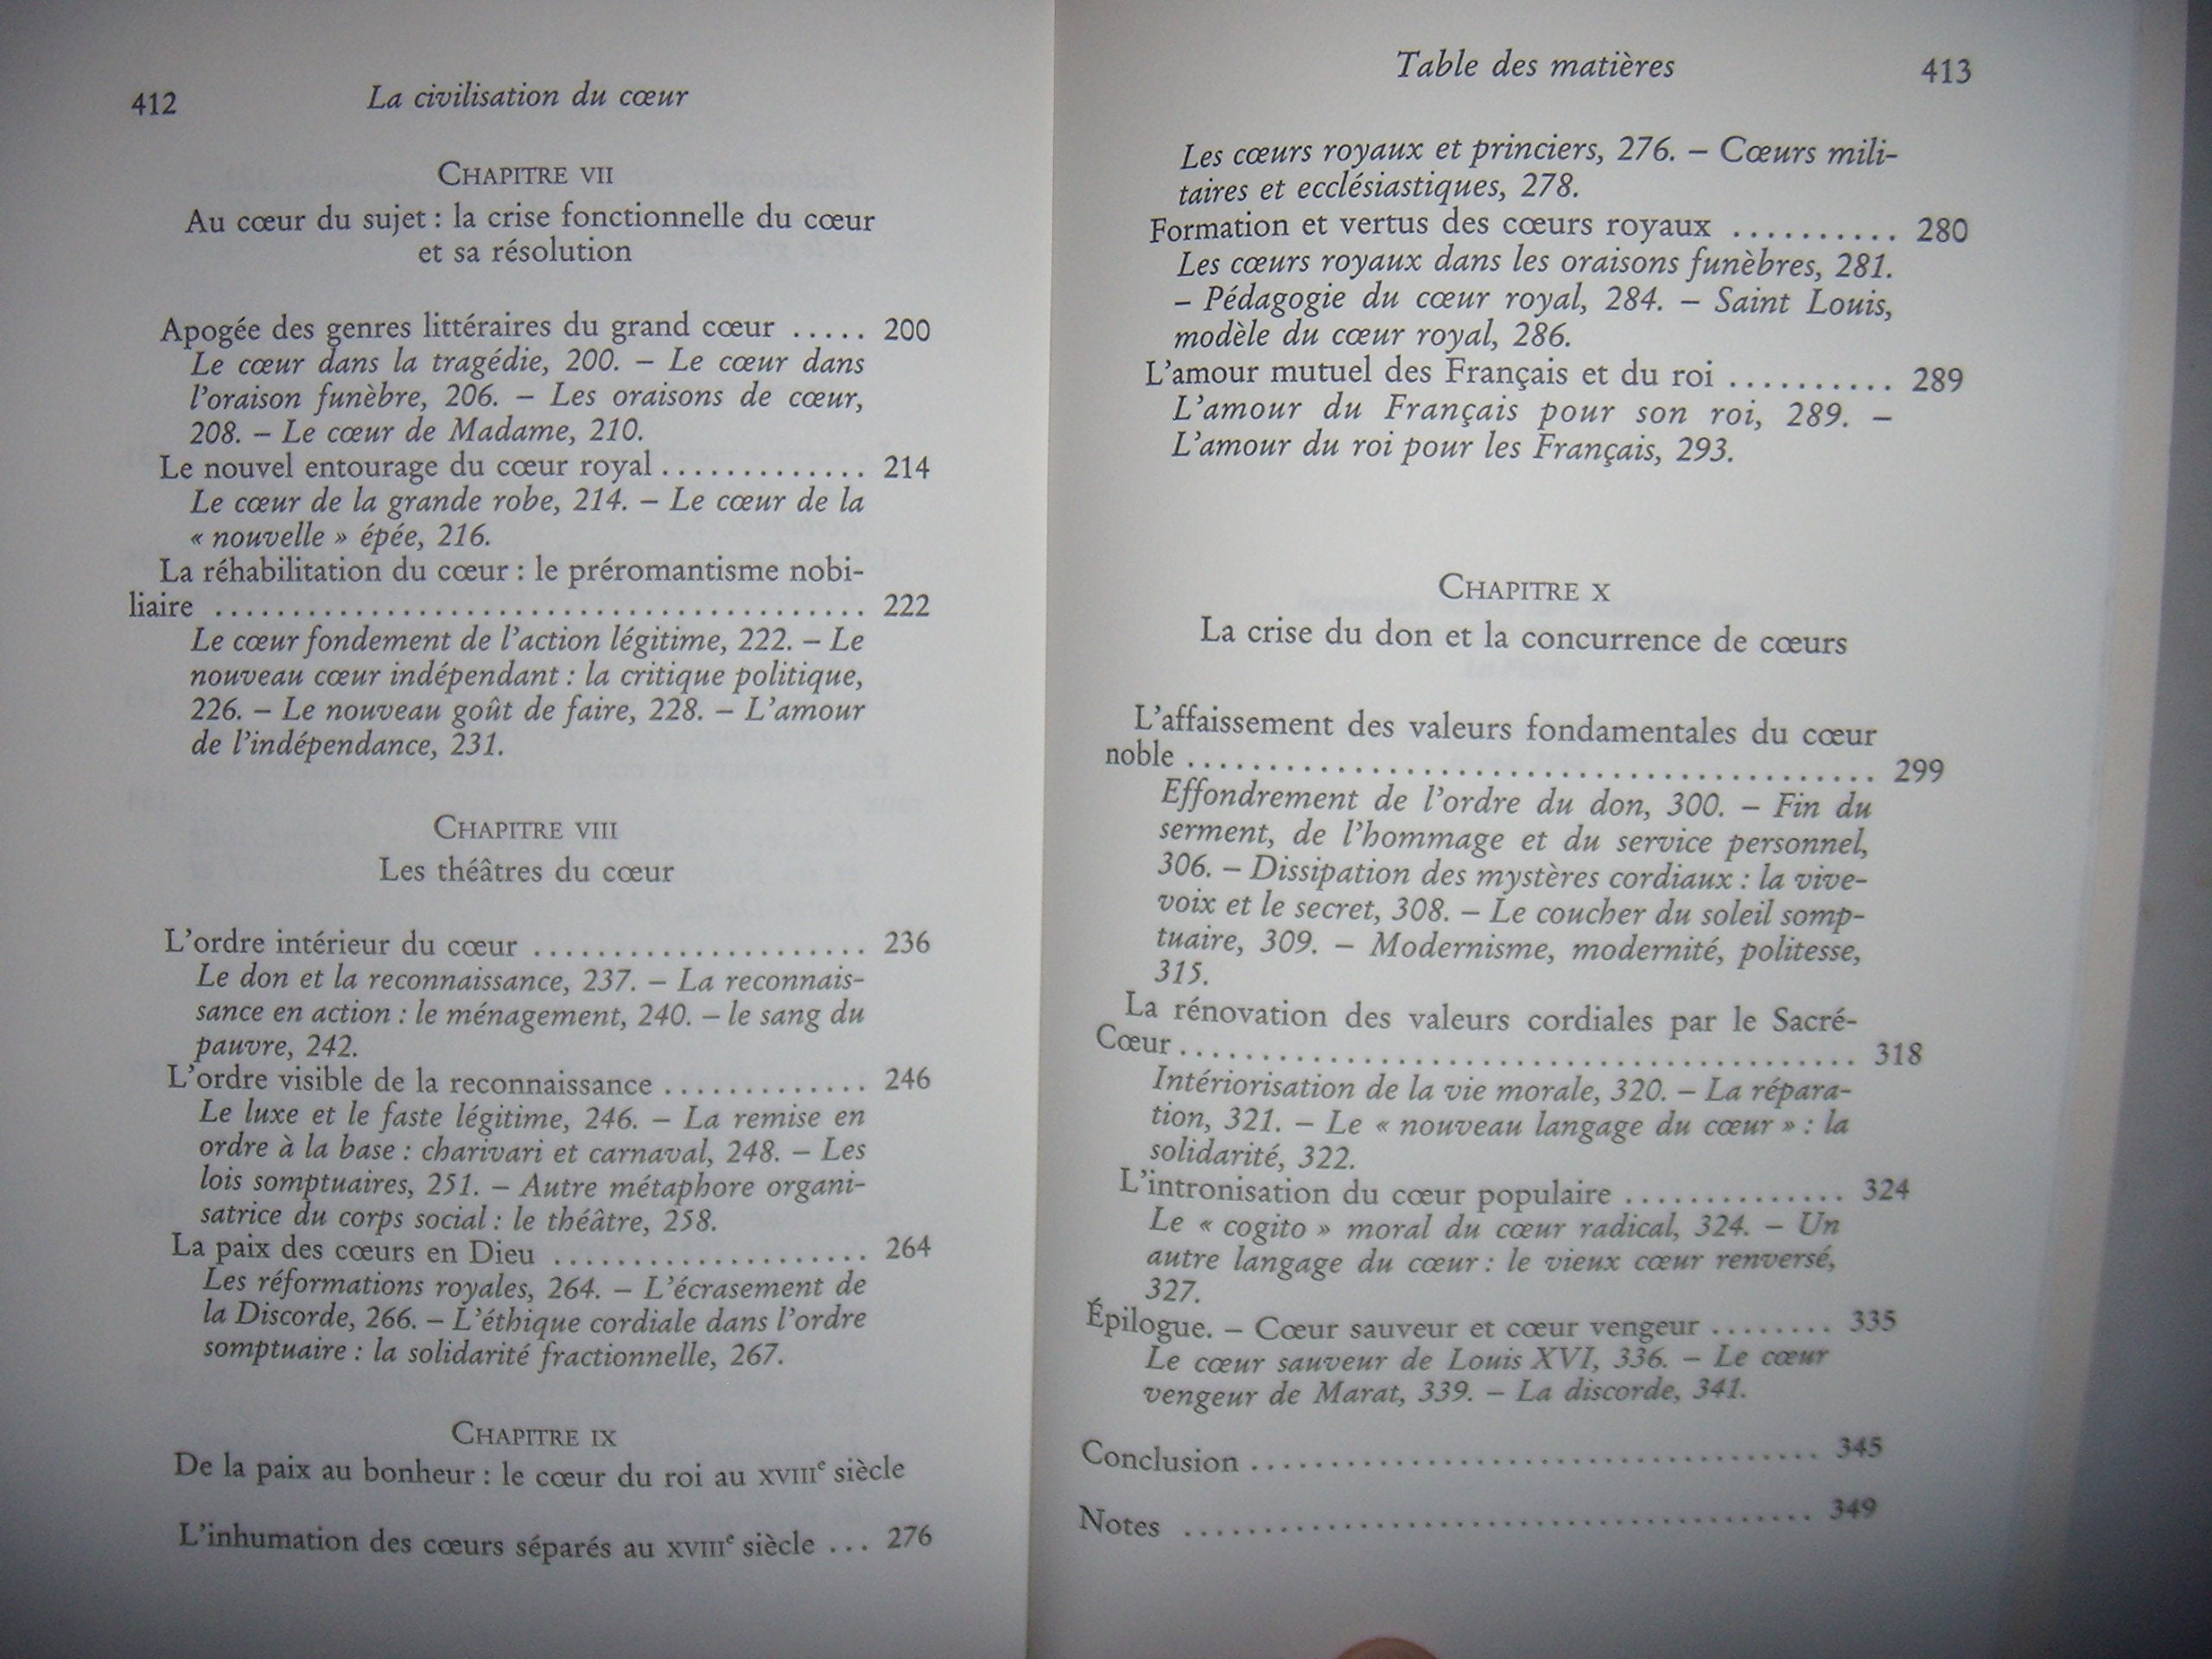 412
La civilisation du cœur
CHAPITRE VII
Au cœur du sujet : la crise fonctionnelle du cœur
et sa résolution
Apogée des genres littéraires du grand cœur ..... 200
Le cœur dans la tragédie, 200. – Le cœur dans
l'oraison funèbre, 206. – Les oraisons de cœur,
208. – Le cœur de Madame, 210.
Le nouvel entourage du cœur royal ............. 214
Le cœur de la grande robe, 214. – Le cœur de la
« nouvelle » épée, 216.
La réhabilitation du cœur : le préromantisme nobi-
liaire ......................................... 222
Le cœur fondement de l'action légitime, 222. – Le
nouveau cœur indépendant : la critique politique,
226. – Le nouveau goût de faire, 228. – L'amour
de l'indépendance, 231.
CHAPITRE VIII
Les théâtres du cœur
L'ordre intérieur du cœur ...................... 236
Le don et la reconnaissance, 237. – La reconnais-
sance en action : le ménagement, 240. – le sang du
pauvre, 242.
L'ordre visible de la reconnaissance ............. 246
Le luxe et le faste légitime, 246. – La remise en
ordre à la base : charivari et carnaval, 248. – Les
lois somptuaires, 251. – Autre métaphore organi-
satrice du corps social : le théâtre, 258.
La paix des cœurs en Dieu ..................... 264
Les réformations royales, 264. – L'écrasement de
la Discorde, 266. – L'éthique cordiale dans l'ordre
somptuaire : la solidarité fractionnelle, 267.
CHAPITRE IX
De la paix au bonheur : le cœur du roi au XVIIIe siècle
L'inhumation des cœurs séparés au XVIIIe siècle ... 276
Table des matières
413
Les cœurs royaux et princiers, 276. – Cœurs mili-
taires et ecclésiastiques, 278.
Formation et vertus des cœurs royaux .......... 280
Les cœurs royaux dans les oraisons funèbres, 281.
– Pédagogie du cœur royal, 284. – Saint Louis,
modèle du cœur royal, 286.
L'amour mutuel des Français et du roi .......... 289
L'amour du Français pour son roi, 289. –
L'amour du roi pour les Français, 293.
CHAPITRE X
La crise du don et la concurrence de cœurs
L'affaissement des valeurs fondamentales du cœur
noble ........................................... 299
Effondrement de l'ordre du don, 300. – Fin du
serment, de l'hommage et du service personnel,
306. – Dissipation des mystères cordiaux : la vive-
voix et le secret, 308. – Le coucher du soleil somp-
tuaire, 309. – Modernisme, modernité, politesse,
315.
La rénovation des valeurs cordiales par le Sacré-
Cœur .......................................... 318
Intériorisation de la vie morale, 320. – La répara-
tion, 321. – Le « nouveau langage du cœur » : la
solidarité, 322.
L'intronisation du cœur populaire .............. 324
Le « cogito » moral du cœur radical, 324. – Un
autre langage du cœur : le vieux cœur renversé,
327.
Épilogue. – Cœur sauveur et cœur vengeur ........ 335
Le cœur sauveur de Louis XVI, 336. – Le cœur
vengeur de Marat, 339. – La discorde, 341.
Conclusion .................................... 345
Notes ........................................ 349